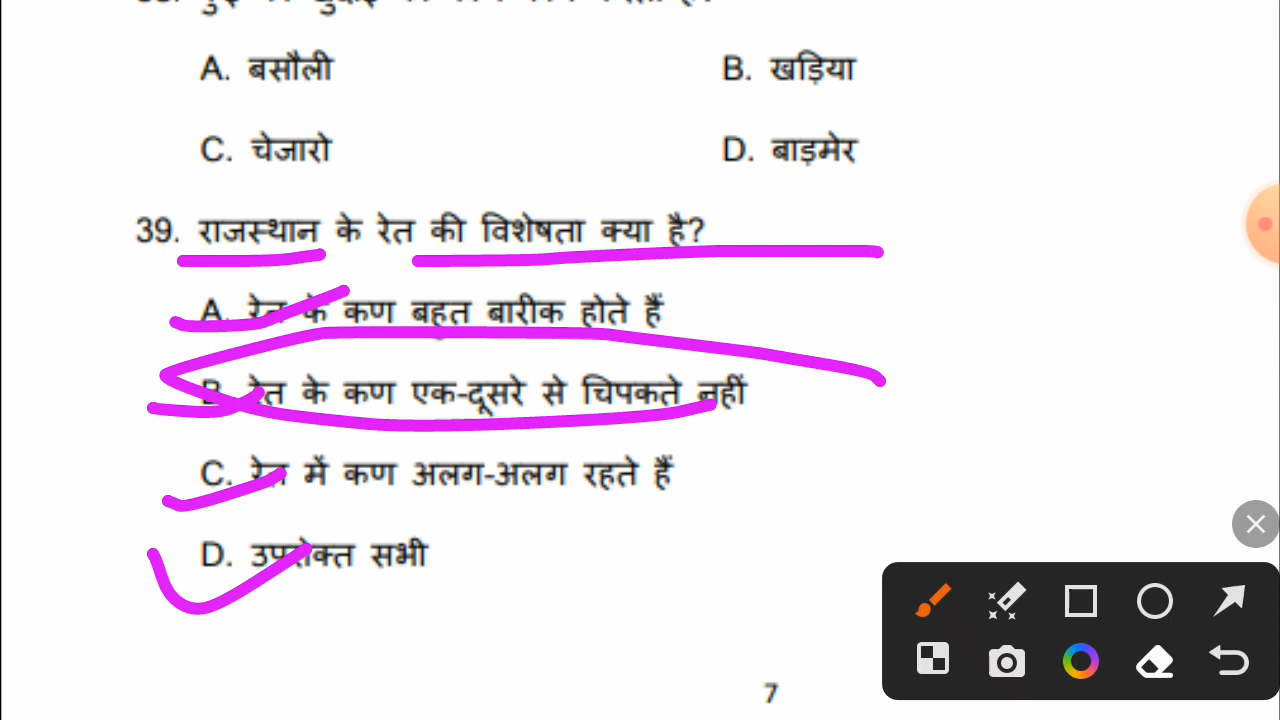 A. बसौली B. खड़िया
C. चेजारो D. बाड़मेर
39. राजस्थान के रेत की विशेषता क्या है?
A. रेत के कण बहुत बारीक होते हैं
B. रेत के कण एक-दूसरे से चिपकते नहीं
C. रेत में कण अलग-अलग रहते हैं
D. उपरोक्त सभी
7